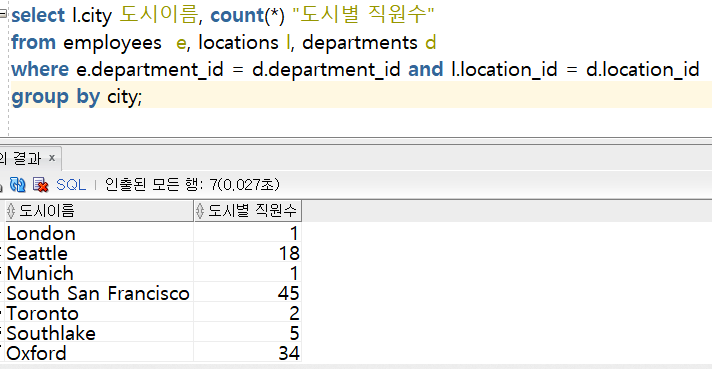 select l.city 도시이름, count(*) "도시별 직원수"
from employees  e, locations l, departments d
where e.department_id = d.department_id and l.location_id = d.location_id
group by city;
의 결과 ×
SQL | 인출된 모든 행: 7(0,027초)
도시이름 도시별 직원수
London 1
Seattle 18
Munich 1
South San Francisco 45
Toronto 2
Southlake 5
Oxford 34